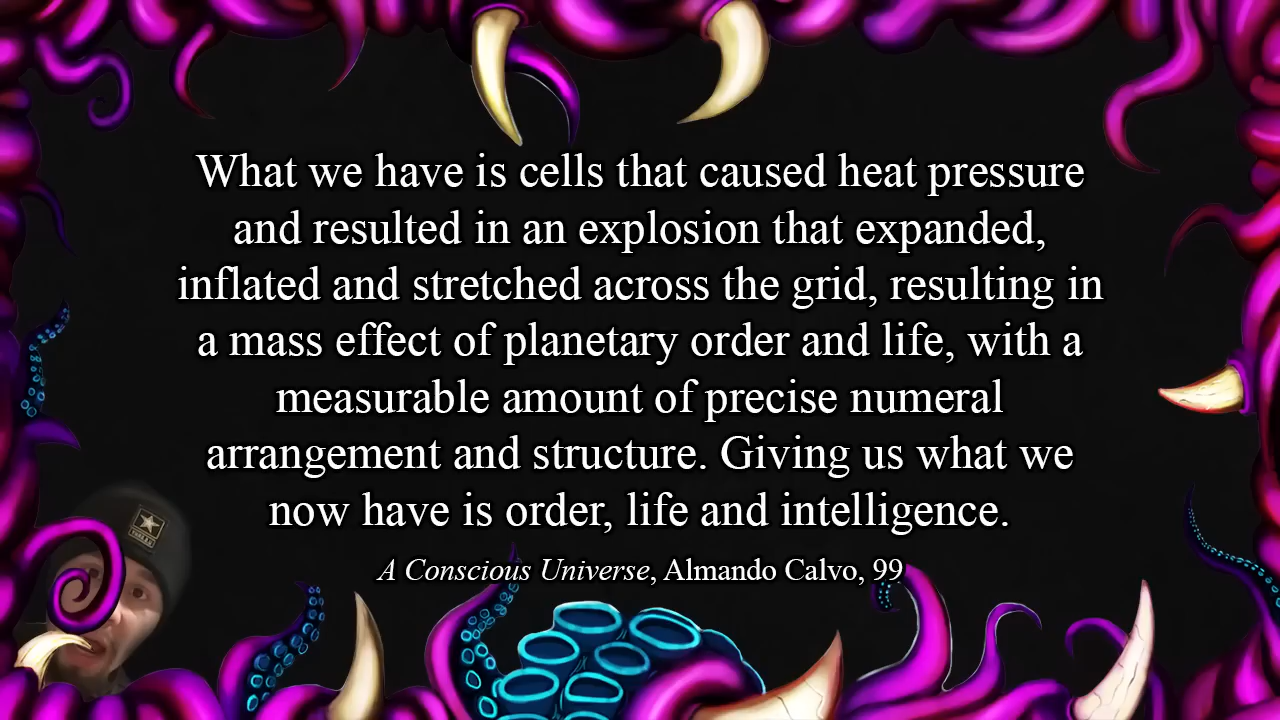 What we have is cells that caused heat pressure
and resulted in an explosion that expanded,
inflated and stretched across the grid, resulting in
a mass effect of planetary order and life, with a
measurable amount of precise numeral
arrangement and structure. Giving us what we
now have is order, life and intelligence.
A Conscious Universe, Almando Calvo, 99